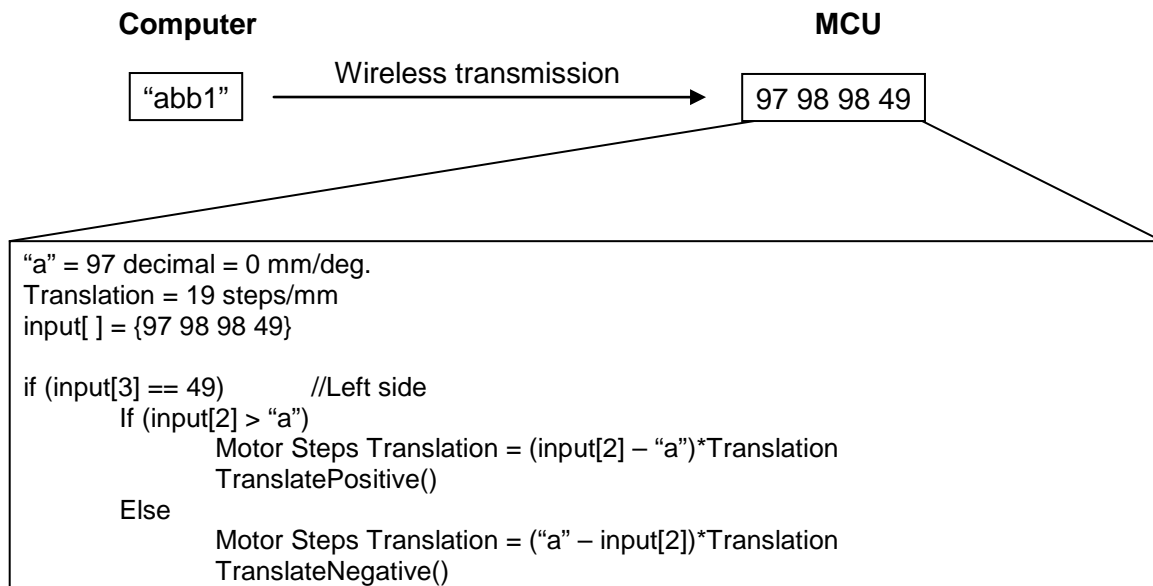 Computer
MCU
“abb1”
Wireless transmission
97 98 98 49
“a” = 97 decimal = 0 mm/deg.
Translation = 19 steps/mm
input[ ] = {97 98 98 49}
if (input[3] == 49) //Left side
If (input[2] > “a”)
Motor Steps Translation = (input[2] – “a”)*Translation
TranslatePositive()
Else
Motor Steps Translation = (“a” – input[2])*Translation
TranslateNegative()